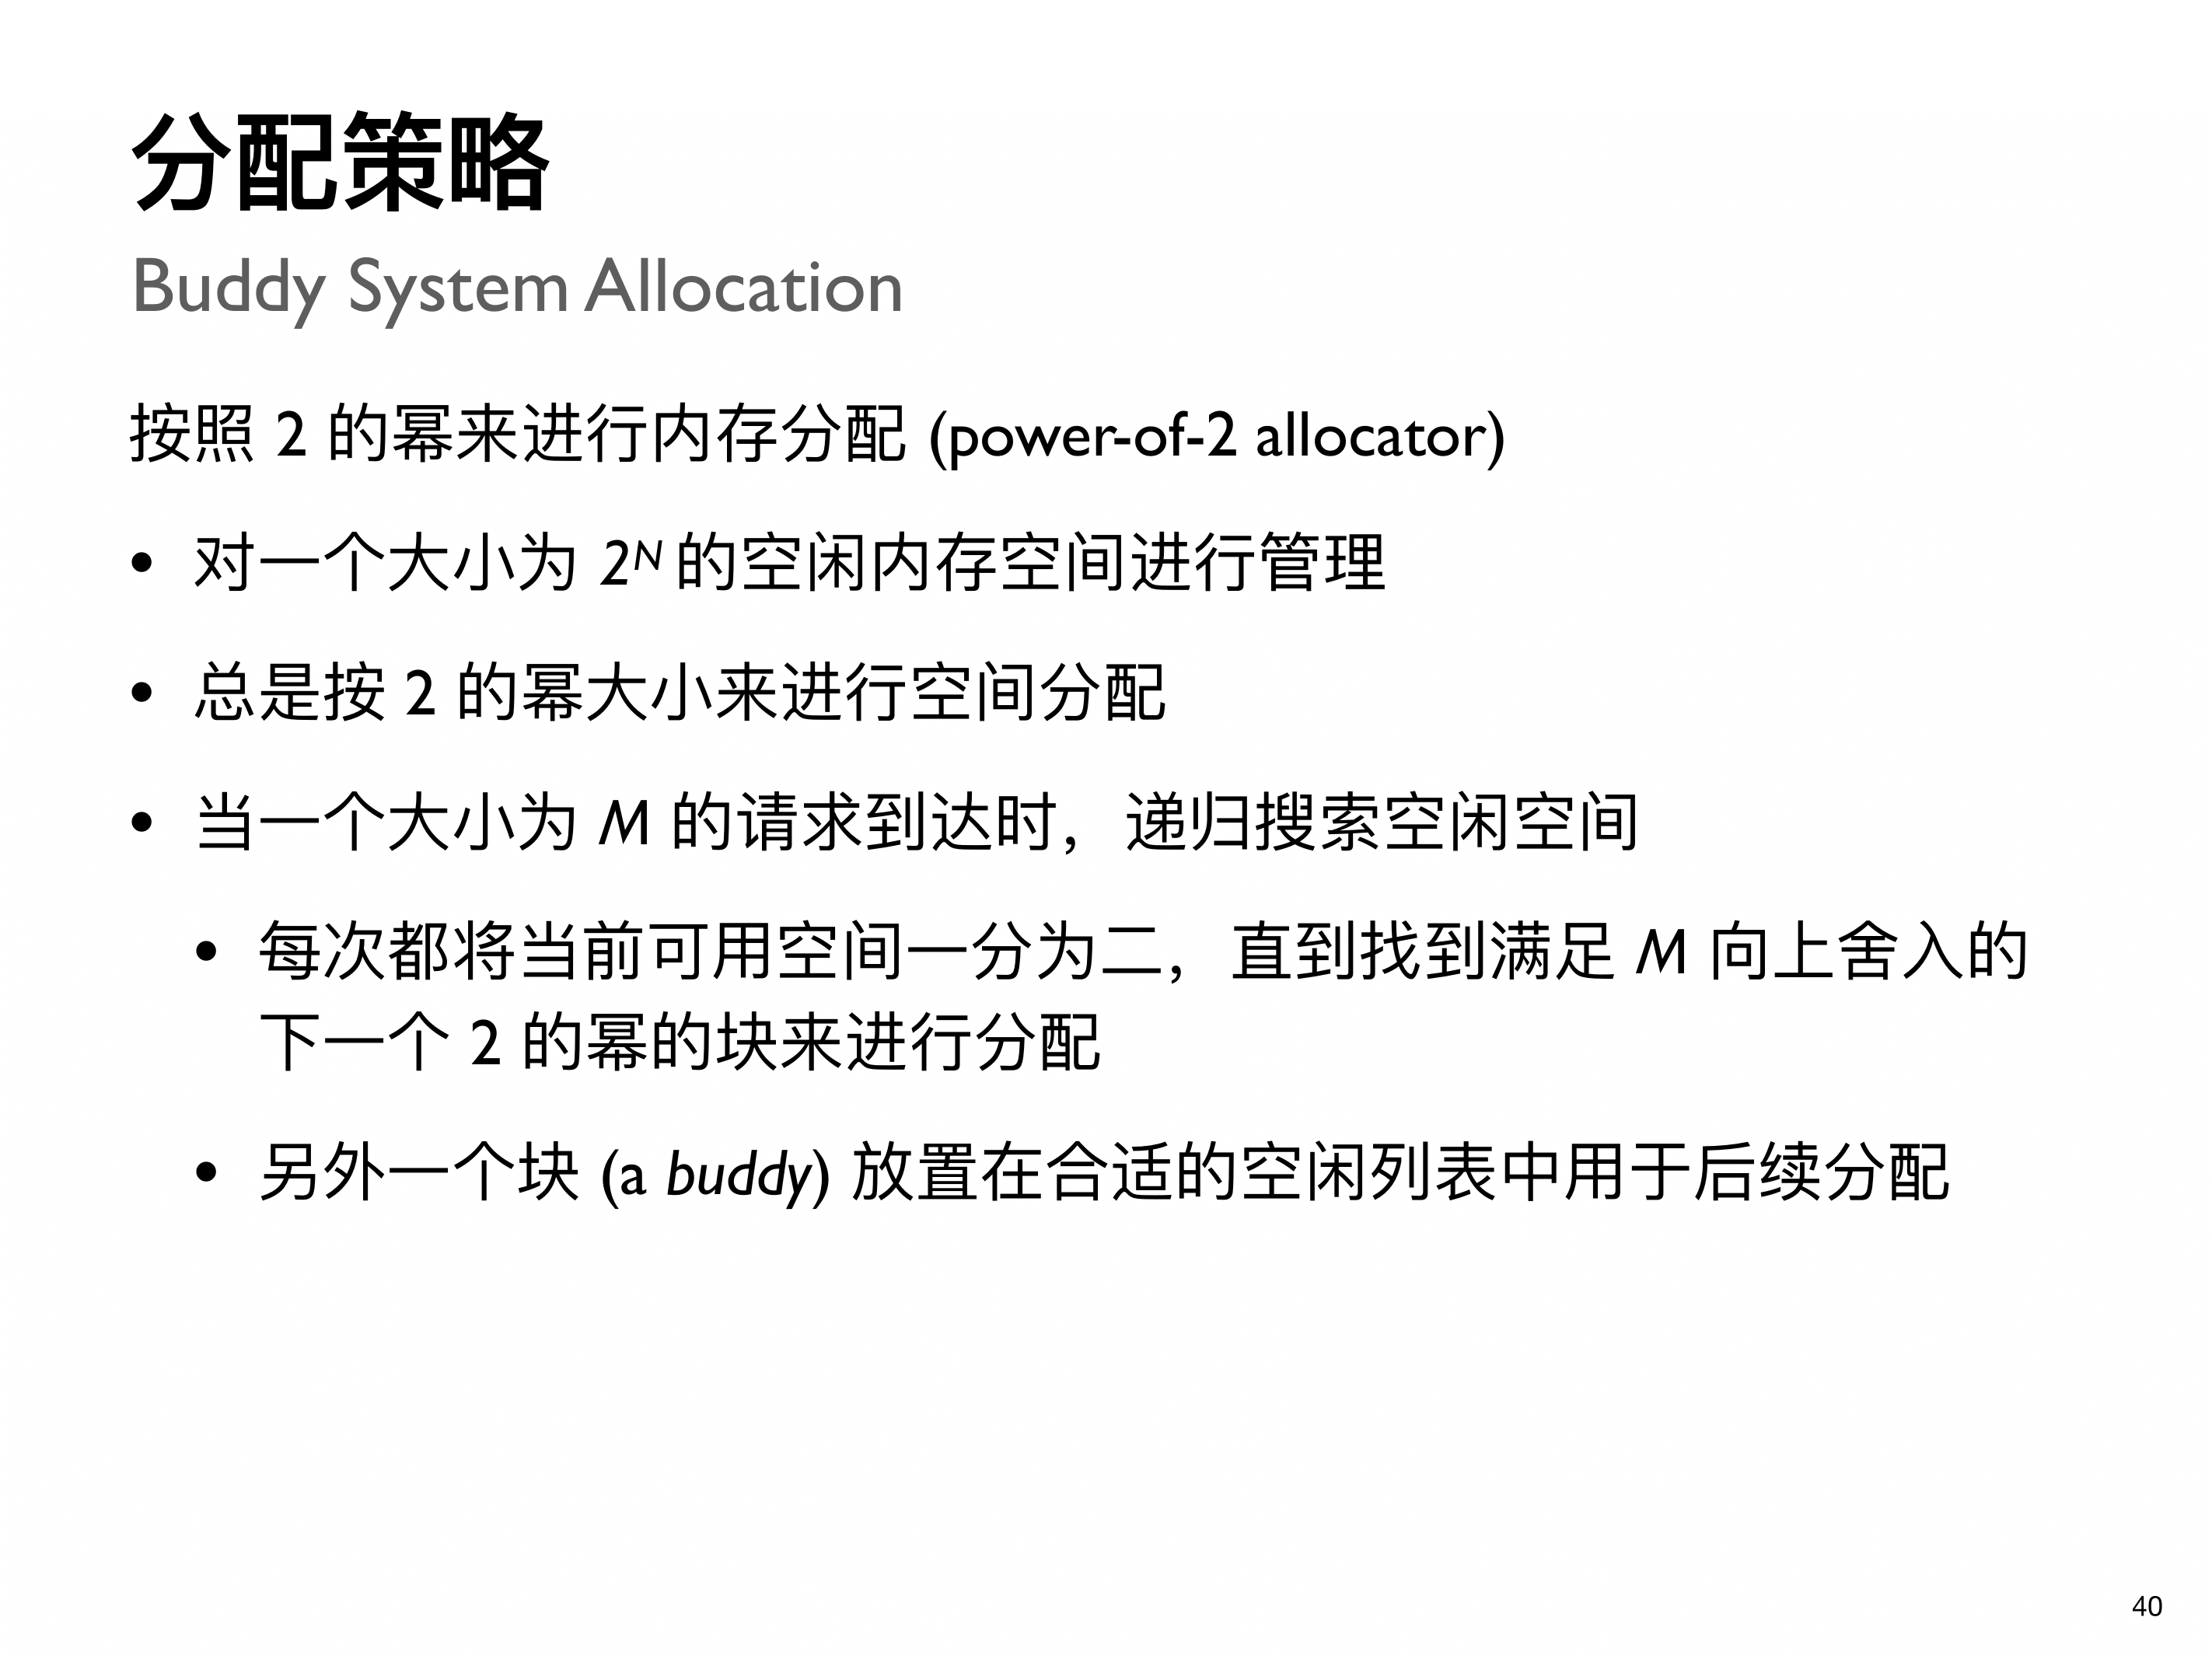 分配策略
Buddy System Allocation
按照 2 的幂来进行内存分配 (power-of-2 allocator)
• 对一个大小为 2ᴺ 的空闲内存空间进行管理
• 总是按 2 的幂大小来进行空间分配
• 当一个大小为 M 的请求到达时，递归搜索空闲空间
• 每次都将当前可用空间一分为二，直到找到满足 M 向上舍入的
下一个 2 的幂的块来进行分配
• 另外一个块 (a buddy) 放置在合适的空闲列表中用于后续分配
40